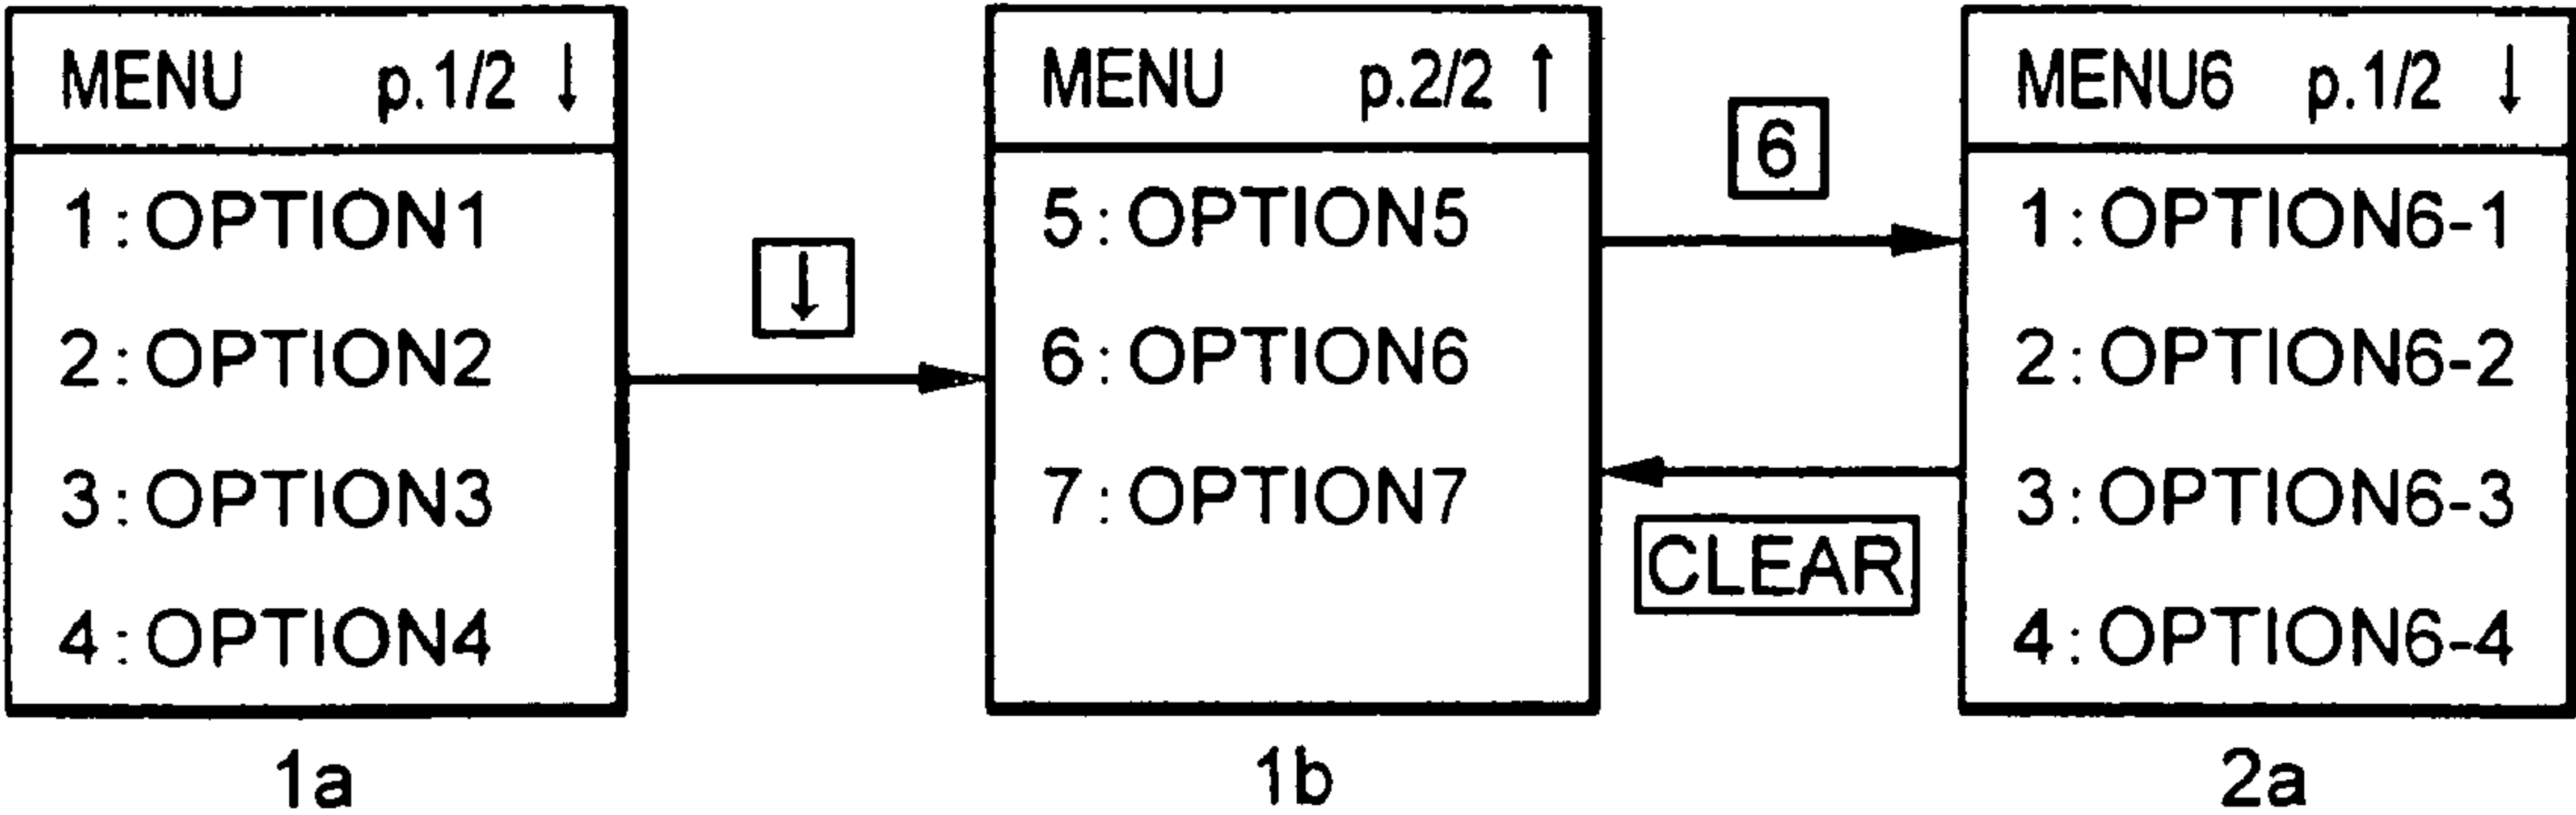 MENU p.1/2 ↓
1:OPTION1
2:OPTION2
3:OPTION3
4:OPTION4
1a
↓
MENU p.2/2 ↑
5:OPTION5
6:OPTION6
7:OPTION7
1b
6
CLEAR
MENU6 p.1/2 ↓
1:OPTION6-1
2:OPTION6-2
3:OPTION6-3
4:OPTION6-4
2a